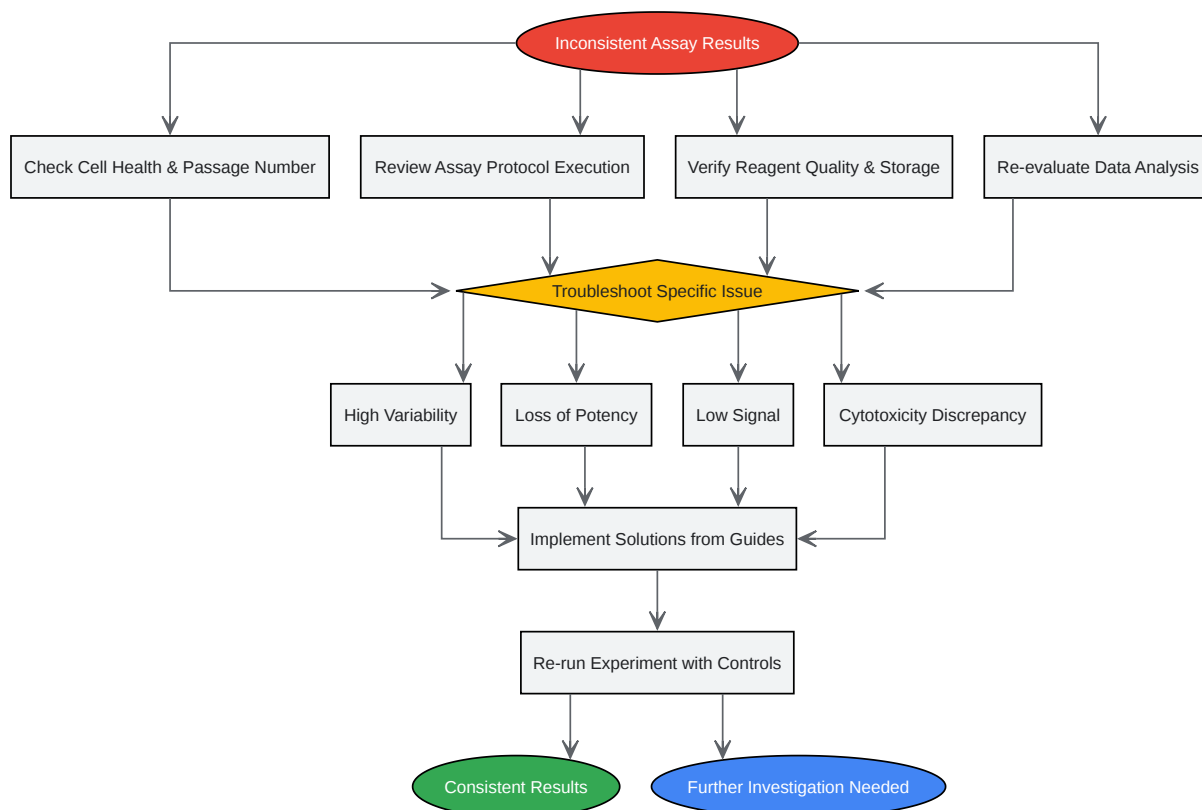 Inconsistent Assay Results
Check Cell Health & Passage Number
Review Assay Protocol Execution
Verify Reagent Quality & Storage
Re-evaluate Data Analysis
Troubleshoot Specific Issue
High Variability
Loss of Potency
Low Signal
Cytotoxicity Discrepancy
Implement Solutions from Guides
Re-run Experiment with Controls
Consistent Results
Further Investigation Needed